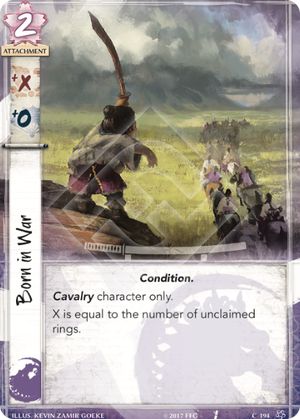 2
ATTACHMENT
+X
+0
Born in War
Condition.
Cavalry character only.
X is equal to the number of unclaimed
rings.
ILLUS. KEVIN ZAMIR GOEKE
© 2017 FFG
1
C 194